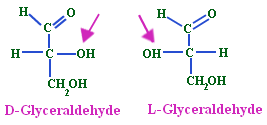 H O H O
C C
H C OH OH C H
CH2OH CH2OH
D-Glyceraldehyde L-Glyceraldehyde